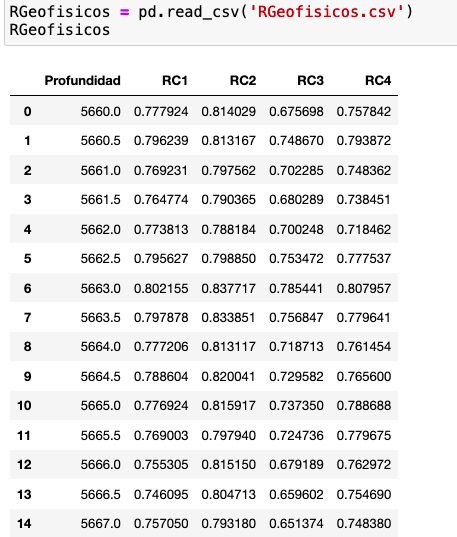 RGeofisicos = pd.read_csv('RGeofisicos.csv')
RGeofisicos
Profundidad RC1 RC2 RC3 RC4
0 5660.0 0.777924 0.814029 0.675698 0.757842
1 5660.5 0.796239 0.813167 0.748670 0.793872
2 5661.0 0.769231 0.797562 0.702285 0.748362
3 5661.5 0.764774 0.790365 0.680289 0.738451
4 5662.0 0.773813 0.788184 0.700248 0.718462
5 5662.5 0.795627 0.798850 0.753472 0.777537
6 5663.0 0.802155 0.837717 0.785441 0.807957
7 5663.5 0.797878 0.833851 0.756847 0.779641
8 5664.0 0.777206 0.813117 0.718713 0.761454
9 5664.5 0.788604 0.820041 0.729582 0.765600
10 5665.0 0.776924 0.815917 0.737350 0.788688
11 5665.5 0.769003 0.797940 0.724736 0.779675
12 5666.0 0.755305 0.815150 0.679189 0.762972
13 5666.5 0.746095 0.804713 0.659602 0.754690
14 5667.0 0.757050 0.793180 0.651374 0.748380